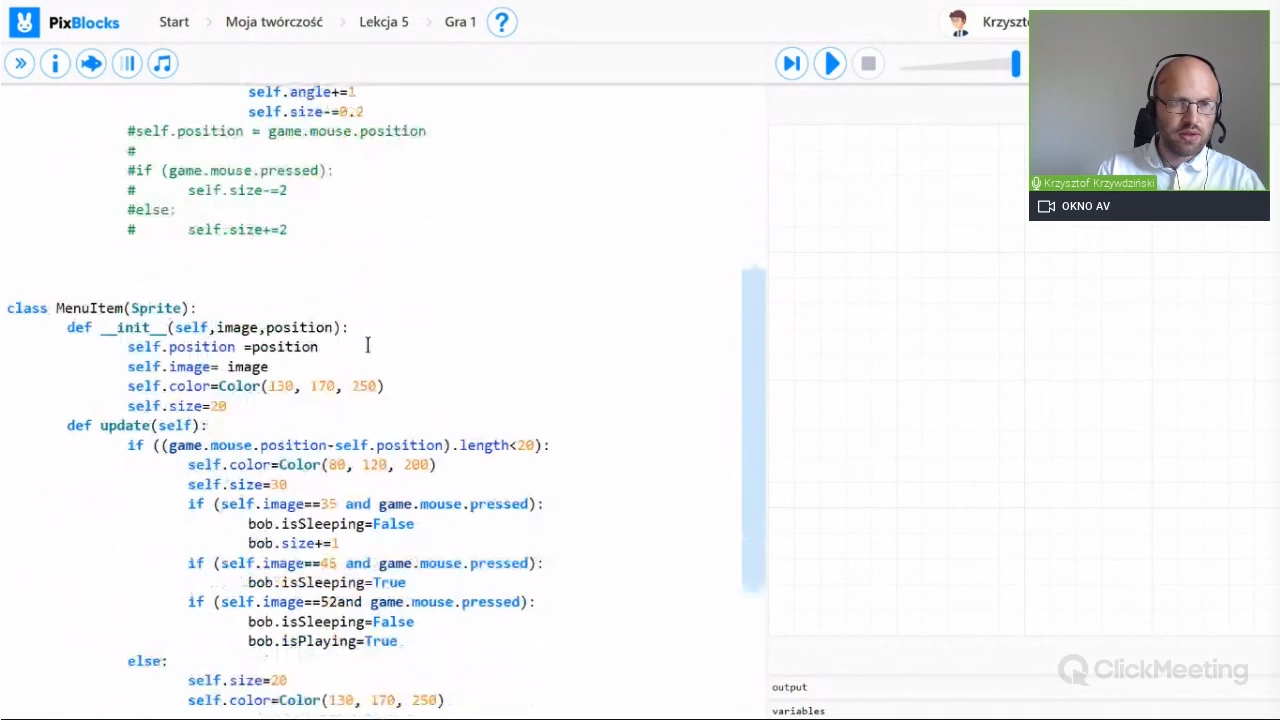 PixBlocks
Start
Moja twórczość
Lekcja 5
Gra 1
?
Krzyszto
self.angle+=1
self.size-=0.2
#self.position = game.mouse.position
#
#if (game.mouse.pressed):
# self.size-=2
#else:
# self.size+=2
class MenuItem(Sprite):
def __init__(self,image,position):
self.position =position
self.image= image
self.color=Color(130, 170, 250)
self.size=20
def update(self):
if ((game.mouse.position-self.position).length<20):
self.color=Color(80, 120, 200)
self.size=30
if (self.image==35 and game.mouse.pressed):
bob.isSleeping=False
bob.size+=1
if (self.image==46 and game.mouse.pressed):
bob.isSleeping=True
if (self.image==52and game.mouse.pressed):
bob.isSleeping=False
bob.isPlaying=True
else:
self.size=20
self.color=Color(130, 170, 250)
Krzysztof Krzywdziński
OKNO AV
ClickMeeting
output
variables